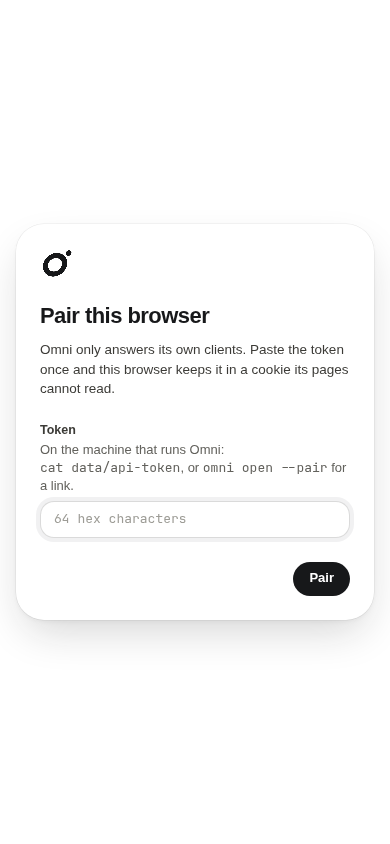 Pair this browser
Omni only answers its own clients. Paste the token
once and this browser keeps it in a cookie its pages
cannot read.
Token
On the machine that runs Omni:
cat data/api-token, or omni open --pair for
a link.
64 hex characters
Pair